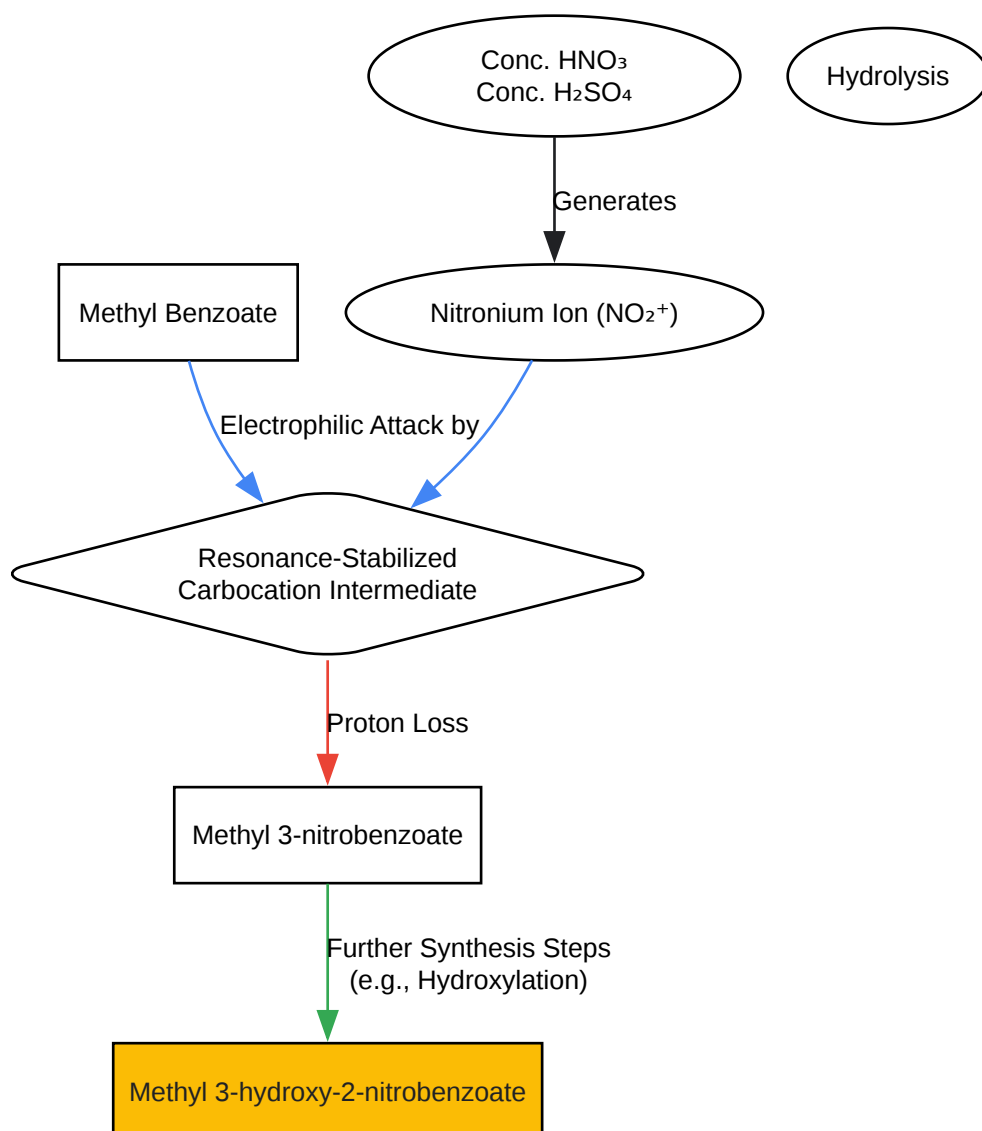 Conc. HNO₃
Conc. H₂SO₄
Hydrolysis
Generates
Methyl Benzoate
Nitronium Ion (NO₂⁺)
Electrophilic Attack by
Resonance-Stabilized
Carbocation Intermediate
Proton Loss
Methyl 3-nitrobenzoate
Further Synthesis Steps
(e.g., Hydroxylation)
Methyl 3-hydroxy-2-nitrobenzoate